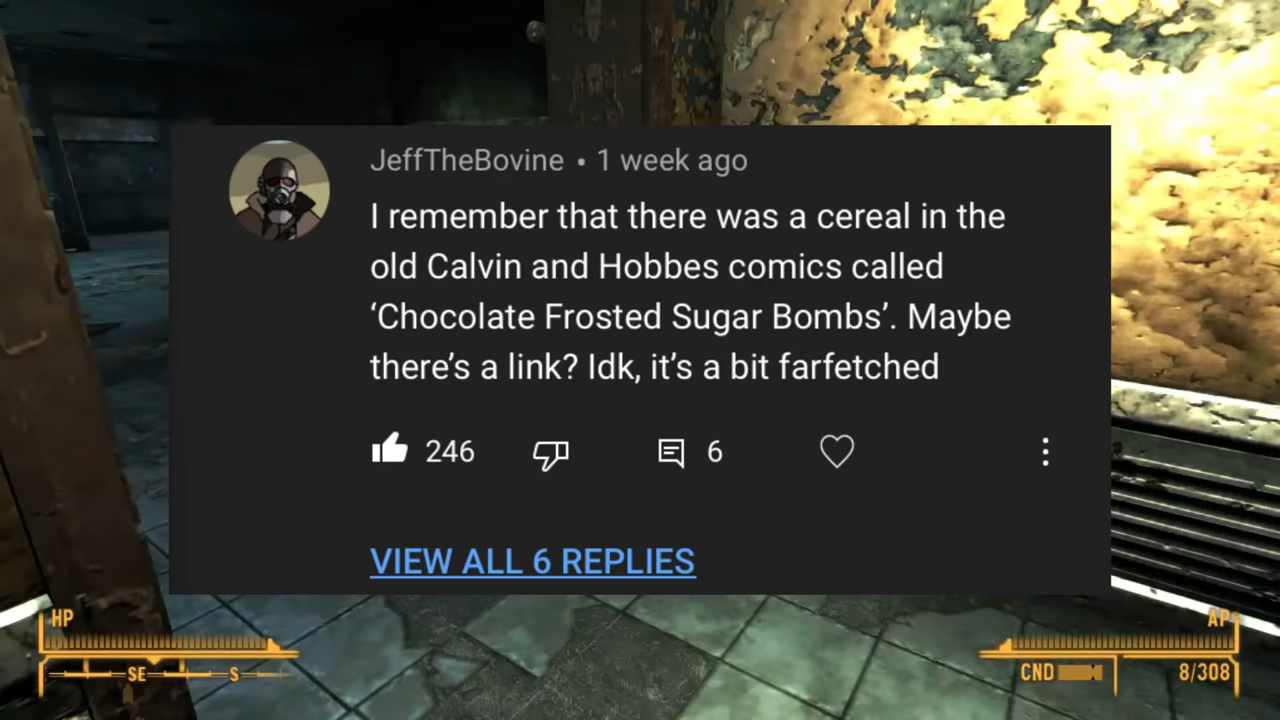 JeffTheBovine • 1 week ago
I remember that there was a cereal in the
old Calvin and Hobbes comics called
‘Chocolate Frosted Sugar Bombs’. Maybe
there’s a link? Idk, it’s a bit farfetched
246 6
VIEW ALL 6 REPLIES
HP AP
SE S CND 8/308